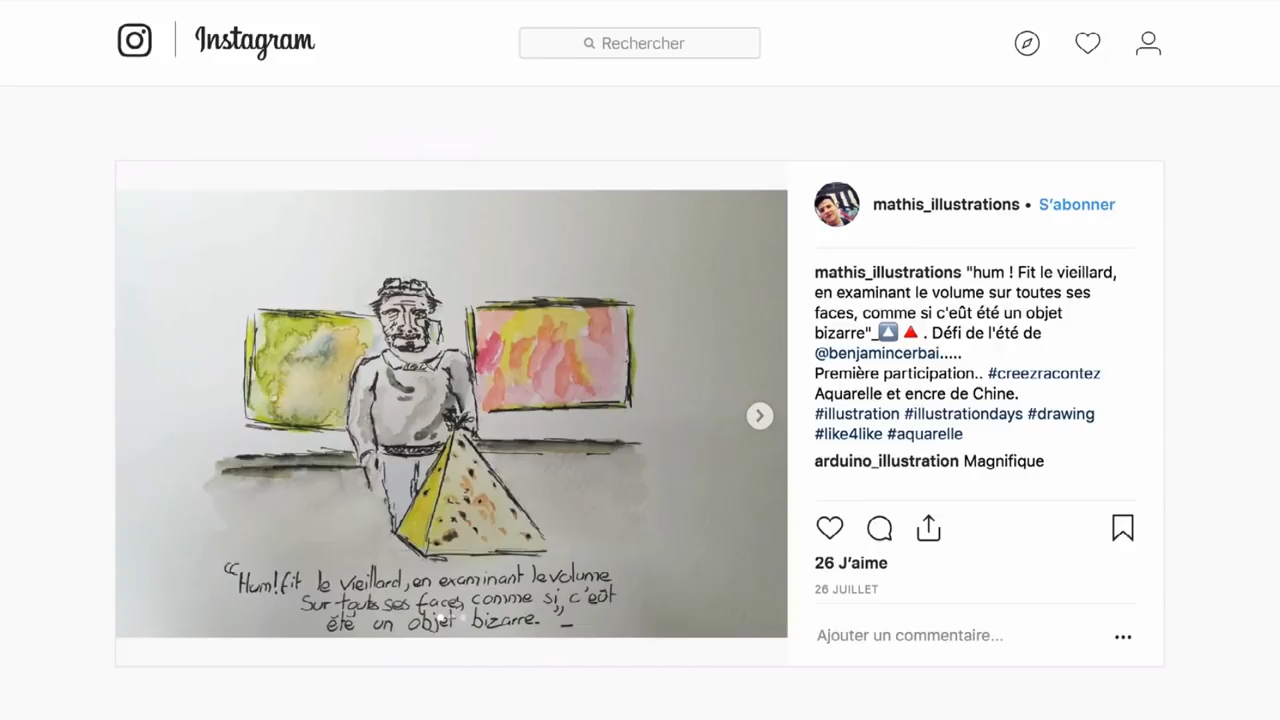 Instagram
Rechercher
mathis_illustrations • S'abonner
mathis_illustrations "hum ! Fit le vieillard,
en examinant le volume sur toutes ses
faces, comme si c'eût été un objet
bizarre"_🔼🔺. Défi de l'été de
@benjamincerbai.....
Première participation.. #creezracontez
Aquarelle et encre de Chine.
#illustration #illustrationdays #drawing
#like4like #aquarelle
arduino_illustration Magnifique
26 J'aime
26 JUILLET
Ajouter un commentaire...
“Hum! fit le vieillard, en examinant le volume
Sur toutes ses faces, comme si, c'eût
été un objet bizarre. _